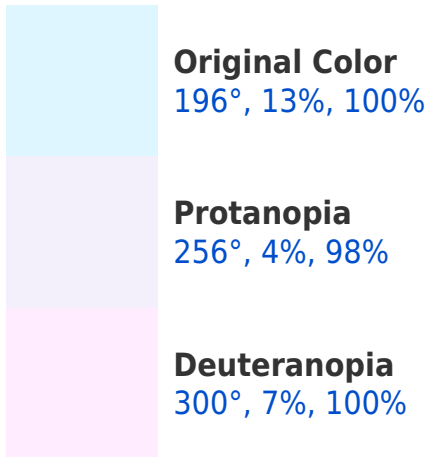 Original Color
196°, 13%, 100%
Protanopia
256°, 4%, 98%
Deuteranopia
300°, 7%, 100%